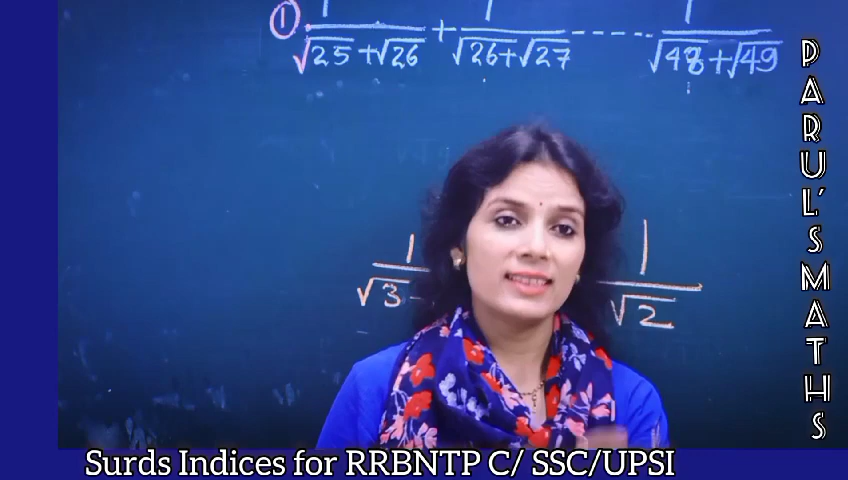 ① 1/(√25+√26) + 1/(√26+√27) ----- 1/(√48+√49)
1/√3- 1/√2
PARUL'S MATHS
Surds Indices for RRBNTP C/ SSC/UPSI